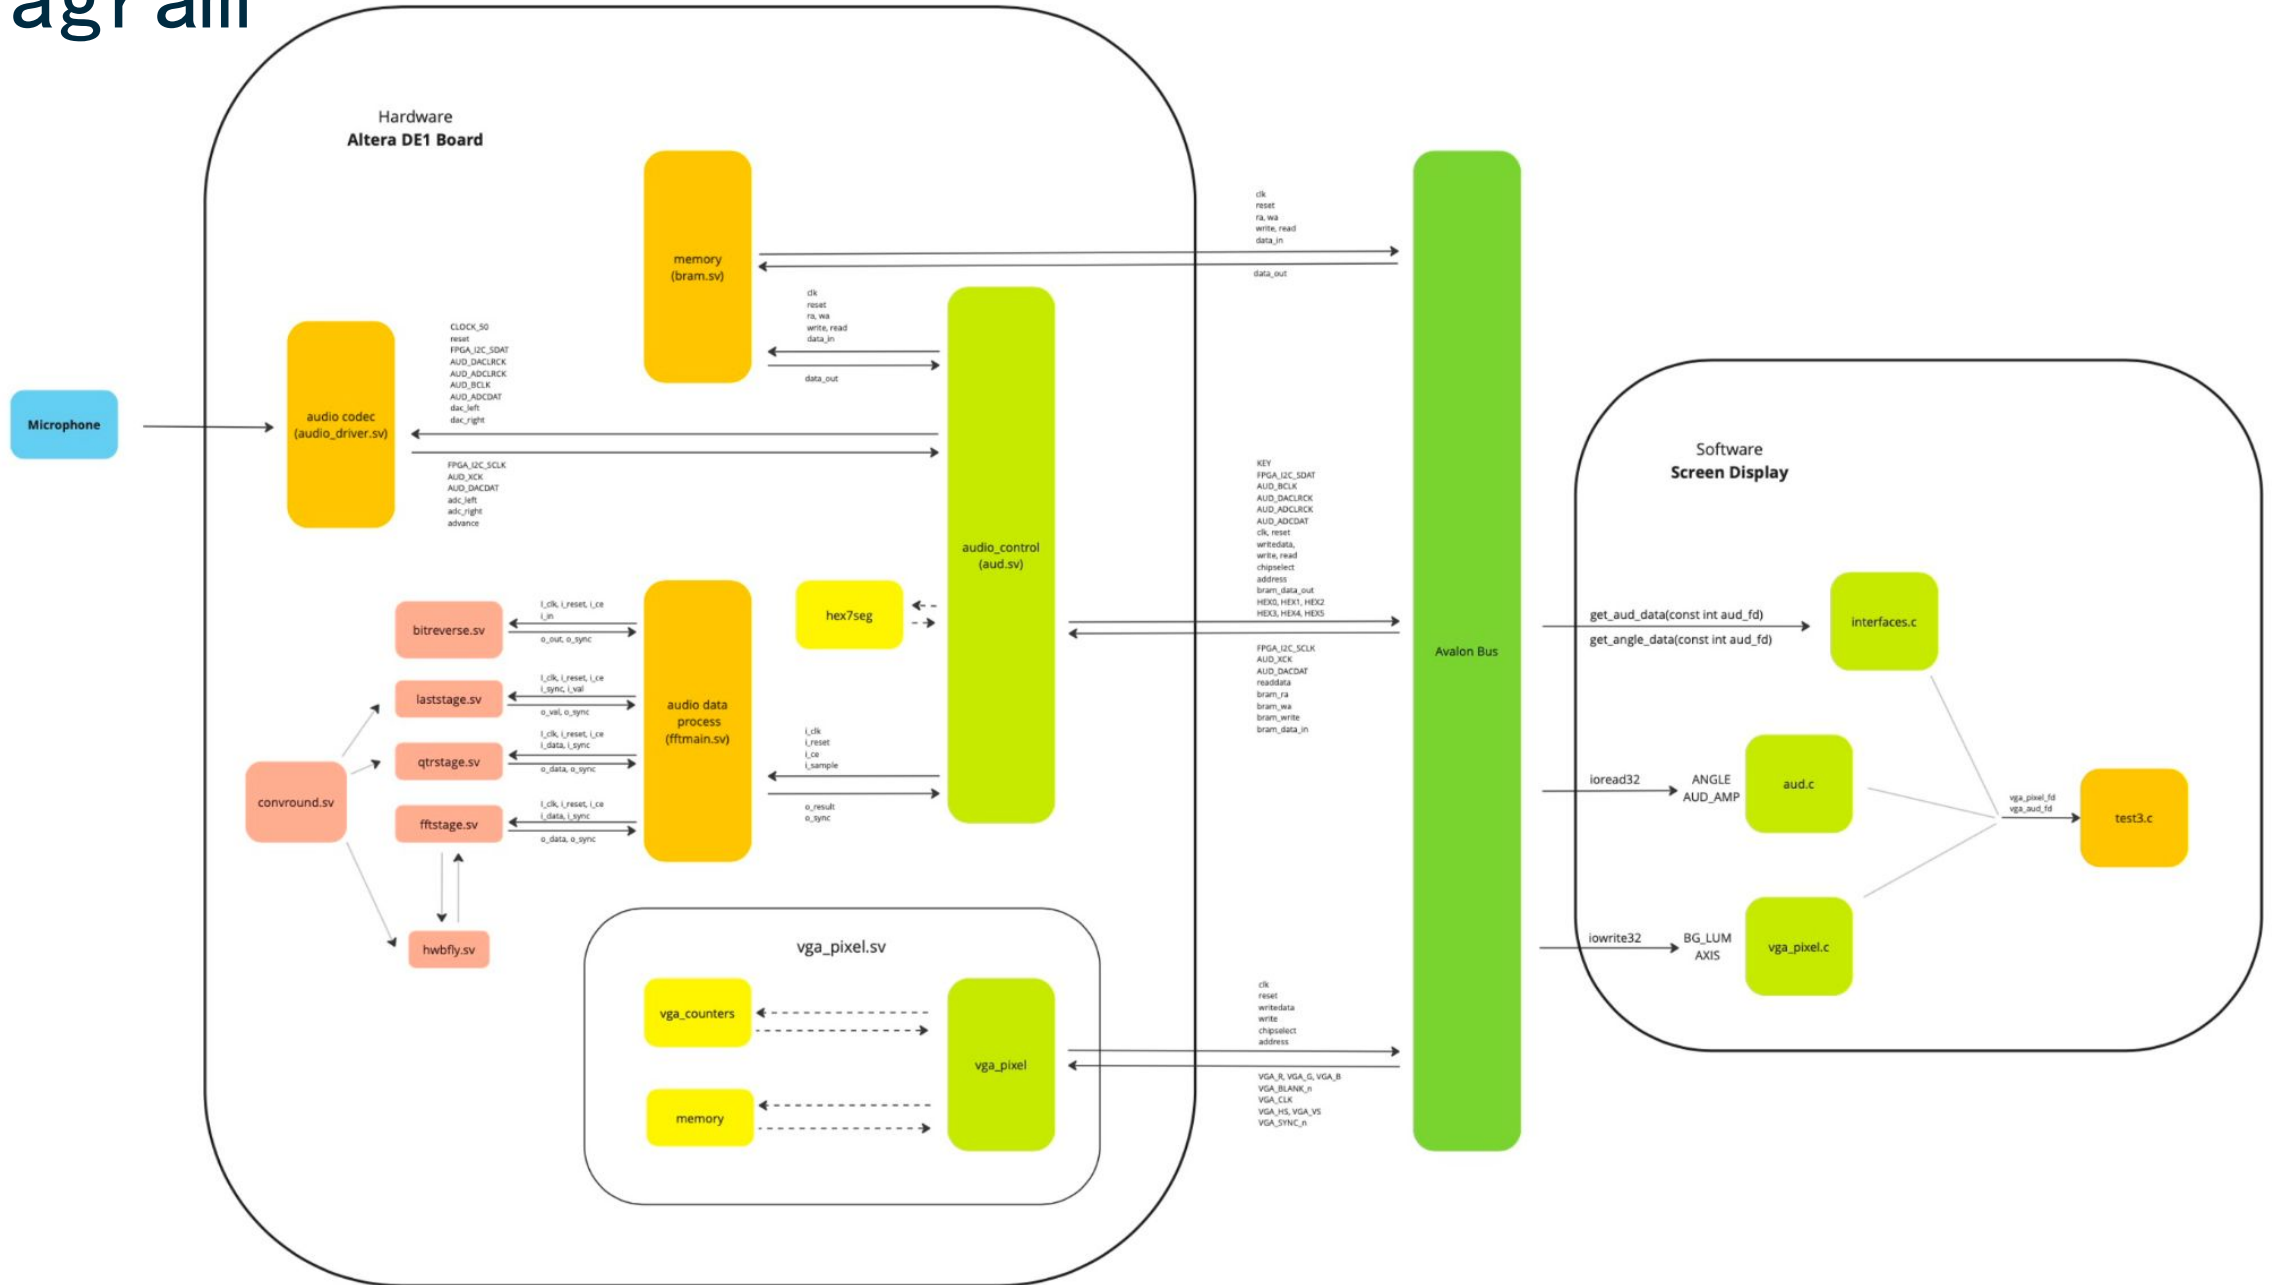 agram
Hardware
Altera DE1 Board
memory
(bram.sv)
clk
reset
ra, wa
write, read
data_in
data_out
clk
reset
ra, wa
write, read
data_in
data_out
Microphone
audio codec
(audio_driver.sv)
CLOCK_50
reset
FPGA_I2C_SDAT
AUD_DACLRCK
AUD_ADCLRCK
AUD_BCLK
AUD_ADCDAT
dac_left
dac_right
FPGA_I2C_SCLK
AUD_XCK
AUD_DACDAT
adc_left
adc_right
advance
audio_control
(aud.sv)
hex7seg
KEY
FPGA_I2C_SDAT
AUD_BCLK
AUD_DACLRCK
AUD_ADCLRCK
AUD_ADCDAT
clk, reset
writedata,
write, read
chipselect
address
bram_data_out
HEX0, HEX1, HEX2
HEX3, HEX4, HEX5
FPGA_I2C_SCLK
AUD_XCK
AUD_DACDAT
readdata
bram_ra
bram_wa
bram_write
bram_data_in
Avalon Bus
bitreverse.sv
I_clk, i_reset, i_ce
i_in
o_out, o_sync
laststage.sv
I_clk, i_reset, i_ce
i_sync, i_val
o_val, o_sync
qtrstage.sv
I_clk, i_reset, i_ce
i_data, i_sync
o_data, o_sync
fftstage.sv
I_clk, i_reset, i_ce
i_data, i_sync
o_data, o_sync
convround.sv
hwbfly.sv
audio data
process
(fftmain.sv)
i_clk
i_reset
i_ce
i_sample
o_result
o_sync
vga_pixel.sv
vga_counters
memory
vga_pixel
clk
reset
writedata
write
chipselect
address
VGA_R, VGA_G, VGA_B
VGA_BLANK_n
VGA_CLK
VGA_HS, VGA_VS
VGA_SYNC_n
Software
Screen Display
get_aud_data(const int aud_fd)
get_angle_data(const int aud_fd)
interfaces.c
ioread32
ANGLE
AUD_AMP
aud.c
iowrite32
BG_LUM
AXIS
vga_pixel.c
vga_pixel_fd
vga_aud_fd
test3.c